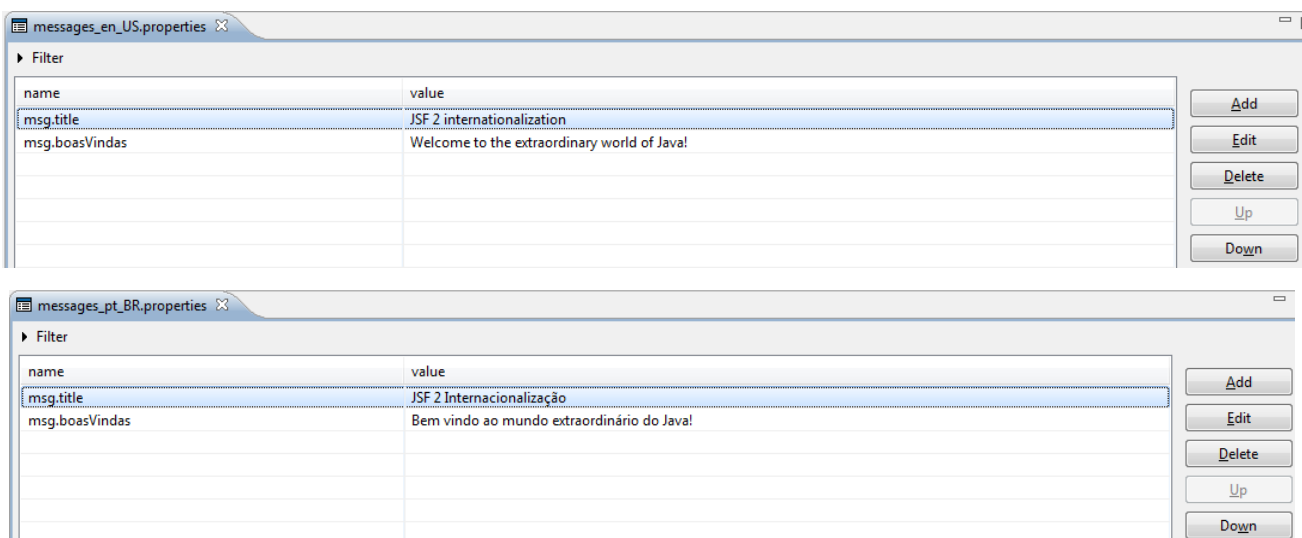 messages_en_US.properties
Filter
name value
msg.title JSF 2 internationalization
msg.boasVindas Welcome to the extraordinary world of Java!
Add
Edit
Delete
Up
Down
messages_pt_BR.properties
Filter
name value
msg.title JSF 2 Internacionalização
msg.boasVindas Bem vindo ao mundo extraordinário do Java!
Add
Edit
Delete
Up
Down